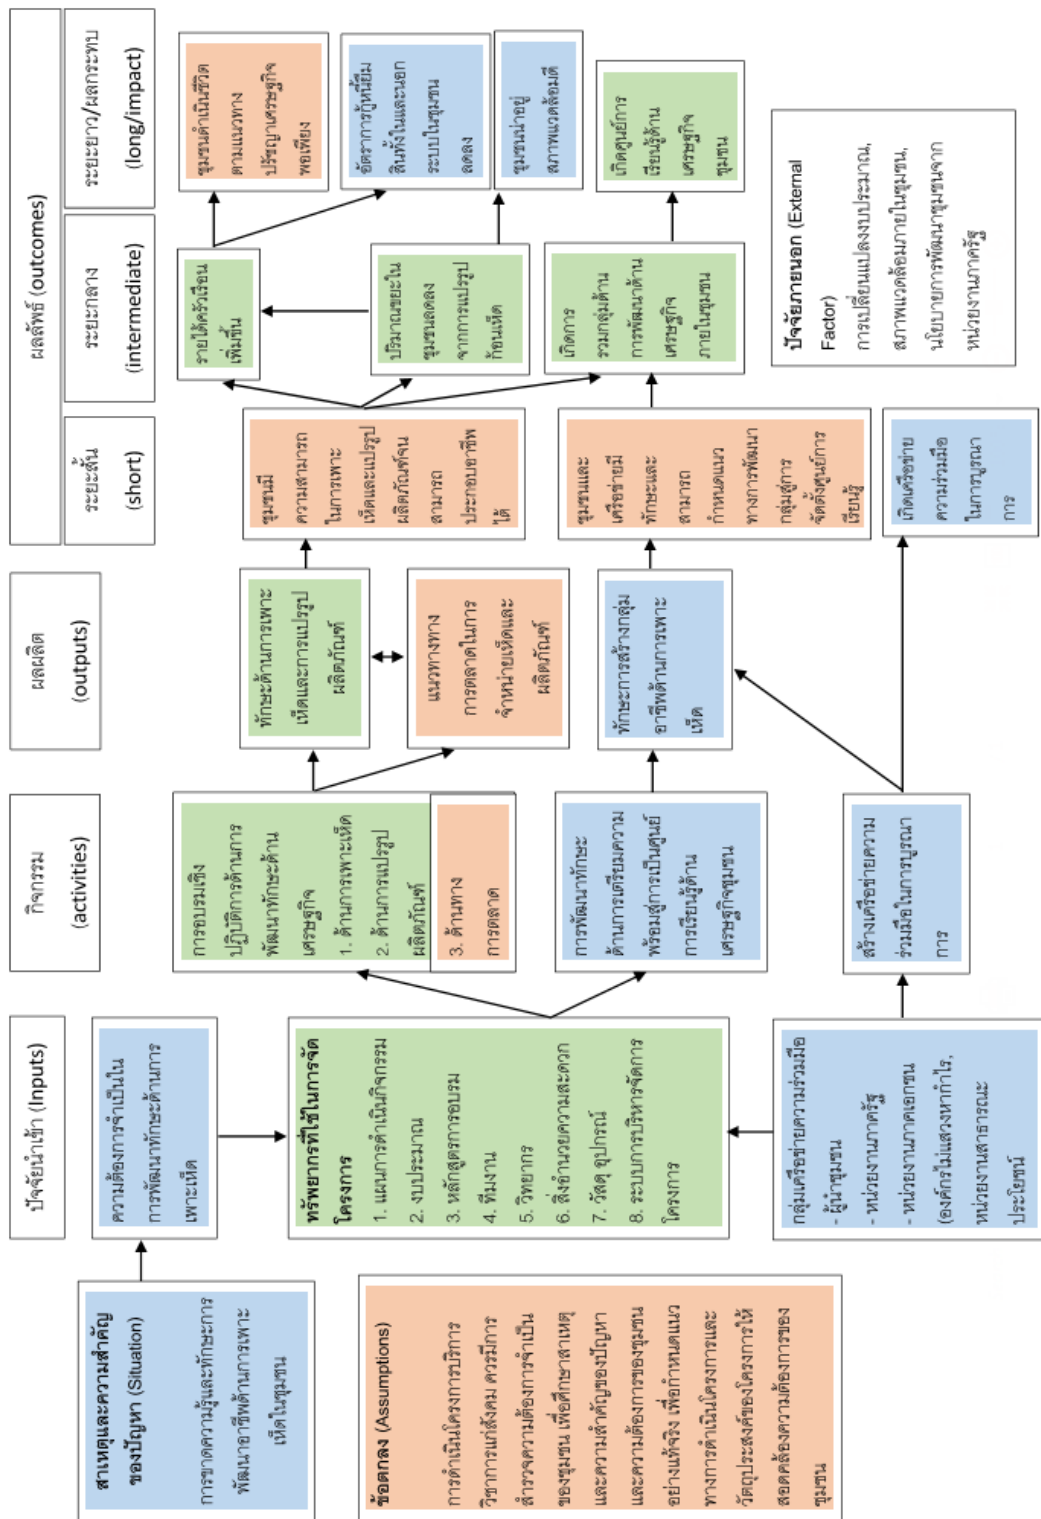 ปัจจัยนำเข้า (Inputs)
กิจกรรม
(activities)
ผลผลิต
(outputs)
ผลลัพธ์ (outcomes)
ระยะสั้น
(short)
ระยะกลาง
(intermediate)
ระยะยาว/ผลกระทบ
(long/impact)
สาเหตุและความสำคัญ
ของปัญหา (Situation)
การขาดความรู้และทักษะการ
พัฒนาอาชีพด้านการเพาะ
เห็ดในชุมชน
ข้อตกลง (Assumptions)
การดำเนินโครงการบริการ
วิชาการแก่สังคม ควรมีการ
สำรวจความต้องการจำเป็น
ของชุมชน เพื่อศึกษาสาเหตุ
และความสำคัญของปัญหา
และความต้องการของชุมชน
อย่างแท้จริง เพื่อกำหนดแนว
ทางการดำเนินโครงการและ
วัตถุประสงค์ของโครงการให้
สอดคล้องความต้องการของ
ชุมชน
ความต้องการจำเป็นใน
การพัฒนาทักษะด้านการ
เพาะเห็ด
ทรัพยากรที่ใช้ในการจัด
โครงการ
1. แผนการดำเนินกิจกรรม
2. งบประมาณ
3. หลักสูตรการอบรม
4. ทีมงาน
5. วิทยากร
6. สิ่งอำนวยความสะดวก
7. วัสดุ อุปกรณ์
8. ระบบการบริหารจัดการ
โครงการ
กลุ่มเครือข่ายความร่วมมือ
- ผู้นำชุมชน
- หน่วยงานภาครัฐ
- หน่วยงานภาคเอกชน
(องค์กรไม่แสวงหากำไร,
หน่วยงานสาธารณะ
ประโยชน์
การอบรมเชิง
ปฏิบัติการด้านการ
พัฒนาทักษะด้าน
เศรษฐกิจ
1. ด้านการเพาะเห็ด
2. ด้านการแปรรูป
ผลิตภัณฑ์
3. ด้านทาง
การตลาด
การพัฒนาทักษะ
ด้านการเตรียมความ
พร้อมสู่การเป็นศูนย์
การเรียนรู้ด้าน
เศรษฐกิจชุมชน
สร้างเครือข่ายความ
ร่วมมือในการบูรณา
การ
ทักษะด้านการเพาะ
เห็ดและการแปรรูป
ผลิตภัณฑ์
แนวทางทาง
การตลาดในการ
จำหน่ายเห็ดและ
ผลิตภัณฑ์
ทักษะการสร้างกลุ่ม
อาชีพด้านการเพาะ
เห็ด
ชุมชนมี
ความสามารถ
ในการเพาะ
เห็ดและแปรรูป
ผลิตภัณฑ์จน
สามารถ
ประกอบอาชีพ
ได้
ชุมชนและ
เครือข่ายมี
ทักษะและ
สามารถ
กำหนดแนว
ทางการพัฒนา
กลุ่มสู่การ
จัดตั้งศูนย์การ
เรียนรู้
เกิดเครือข่าย
ความร่วมมือ
ในการบูรณา
การ
รายได้ครัวเรือน
เพิ่มขึ้น
ปริมาณขยะใน
ชุมชนลดลง
จากการแปรรูป
ก้อนเห็ด
เกิดการ
รวมกลุ่มด้าน
การพัฒนาด้าน
เศรษฐกิจ
ภายในชุมชน
ชุมชนดำเนินชีวิต
ตามแนวทาง
ปรัชญาเศรษฐกิจ
พอเพียง
อัตราการกู้หนี้ยืม
สินทั้งในและนอก
ระบบในชุมชน
ลดลง
ชุมชนน่าอยู่
สภาพแวดล้อมดี
เกิดศูนย์การ
เรียนรู้ด้าน
เศรษฐกิจ
ชุมชน
ปัจจัยภายนอก (External
Factor)
การเปลี่ยนแปลงงบประมาณ,
สภาพแวดล้อมภายในชุมชน,
นโยบายการพัฒนาชุมชนจาก
หน่วยงานภาครัฐ